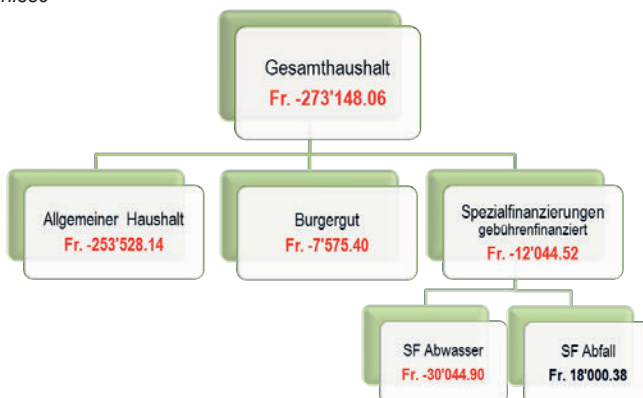 Gesamthaushalt
Fr. -273'148.06
Allgemeiner Haushalt
Fr. -253'528.14
Burgergut
Fr. -7'575.40
Spezialfinanzierungen
gebührenfinanziert
Fr. -12'044.52
SF Abwasser
Fr. -30'044.90
SF Abfall
Fr. 18'000.38